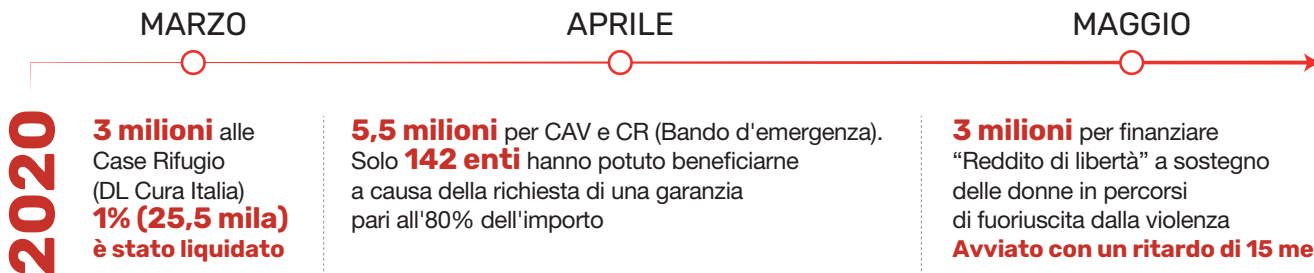 MARZO
APRILE
MAGGIO
2020
3 milioni alle
Case Rifugio
(DL Cura Italia)
1% (25,5 mila)
è stato liquidato
5,5 milioni per CAV e CR (Bando d'emergenza).
Solo 142 enti hanno potuto beneficiarne
a causa della richiesta di una garanzia
pari all'80% dell'importo
3 milioni per finanziare
“Reddito di libertà” a sostegno
delle donne in percorsi
di fuoriuscita dalla violenza
Avviato con un ritardo di 15 me